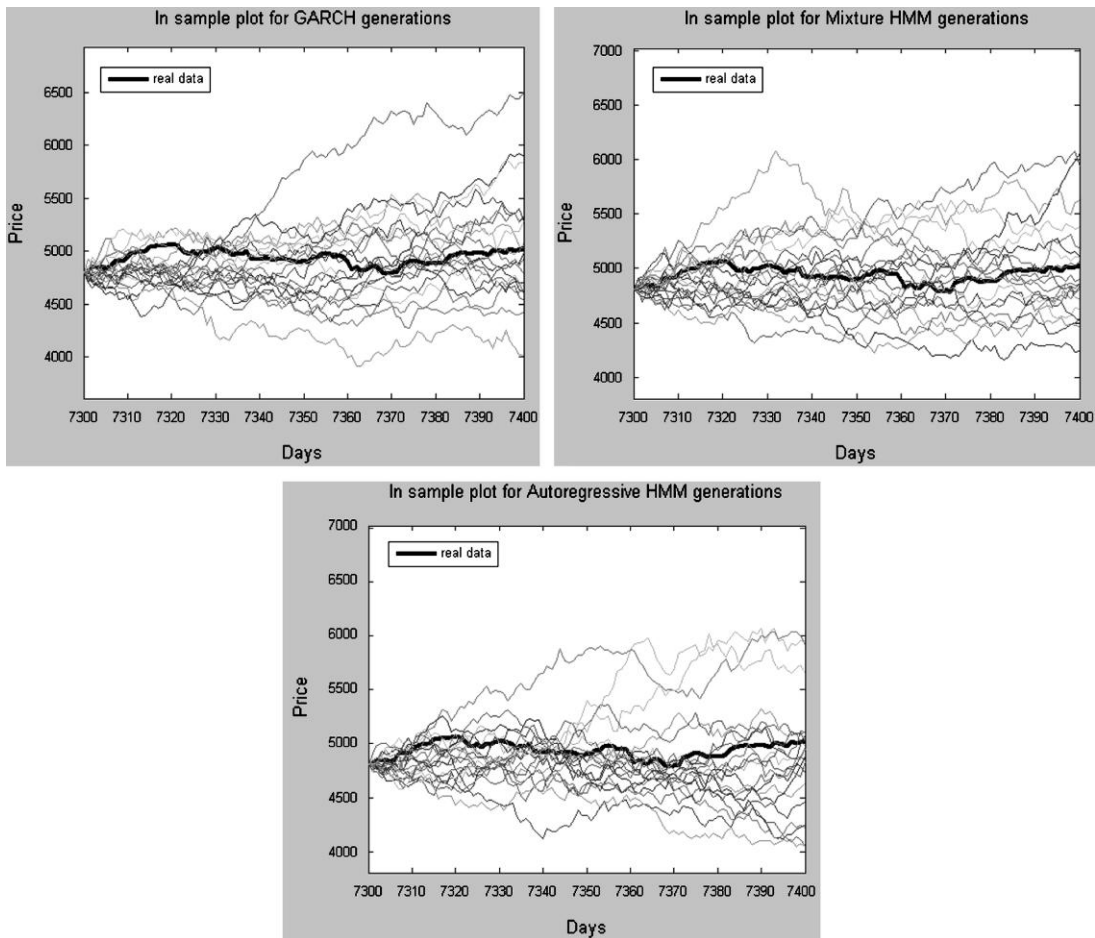 In sample plot for GARCH generations
real data
6500
6000
5500
5000
4500
4000
Price
7300 7310 7320 7330 7340 7350 7360 7370 7380 7390 7400
Days
In sample plot for Mixture HMM generations
real data
7000
6500
6000
5500
5000
4500
4000
Price
7300 7310 7320 7330 7340 7350 7360 7370 7380 7390 7400
Days
In sample plot for Autoregressive HMM generations
real data
7000
6500
6000
5500
5000
4500
4000
Price
7300 7310 7320 7330 7340 7350 7360 7370 7380 7390 7400
Days